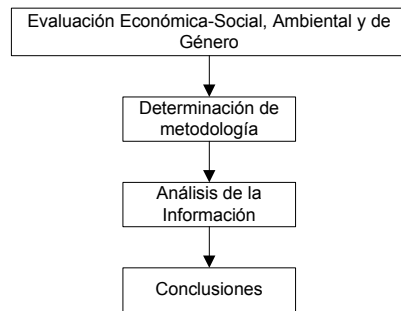 Evaluación Económica-Social, Ambiental y de
Género
Determinación de
metodología
Análisis de la
Información
Conclusiones